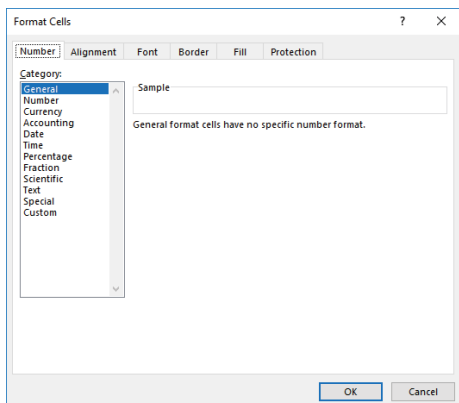 Format Cells
?
Number Alignment Font Border Fill Protection
Category:
General
Number
Currency
Accounting
Date
Time
Percentage
Fraction
Scientific
Text
Special
Custom
Sample
General format cells have no specific number format.
OK Cancel